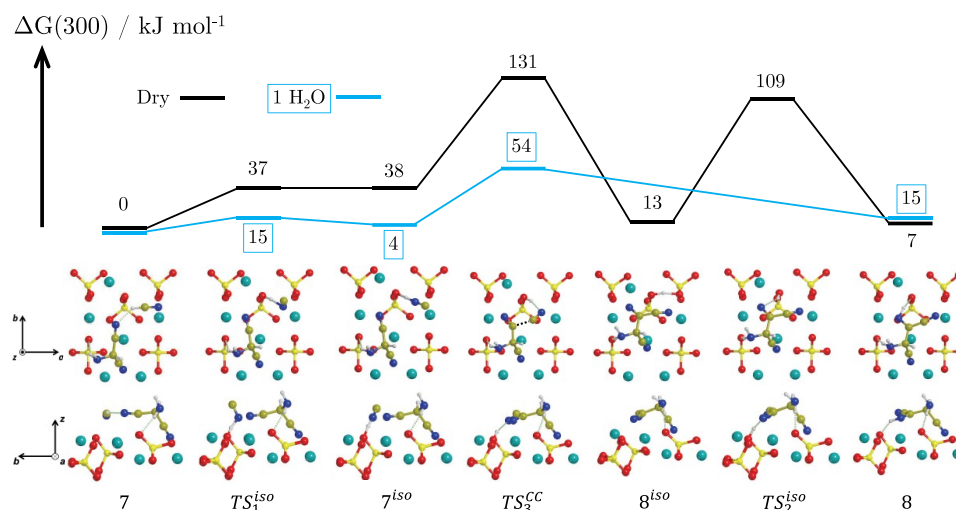 ΔG(300) / kJ mol⁻¹
131
109
Dry
1 H₂O
54
37
38
0
13
15
15
4
7
b
z
a
z
b
a
7
TS₁ⁱˢᵒ
7ⁱˢᵒ
TS₃ᶜᶜ
8ⁱˢᵒ
TS₂ⁱˢᵒ
8